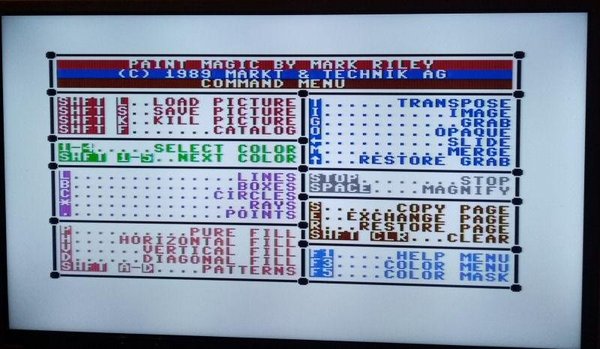 PAINT MAGIC BY MARK RILEY
(C) 1989 MARKT & TECHNIK AG
COMMAND MENU
SHFT L..LOAD PICTURE
SHFT S..SAVE PICTURE
SHFT K..KILL PICTURE
SHFT F.......CATALOG
SELECT COLOR
SHFT 1-5..NEXT COLOR
L..............LINES
B..............BOXES
C............CIRCLES
*...............RAYS
...............POINTS
P..........PURE FILL
H....HORIZONTAL FILL
V......VERTICAL FILL
D......DIAGONAL FILL
SHFT A-D....PATTERNS
TRANSPOSE
I..............IMAGE
G...............GRAB
O.............OPAQUE
SLIDE
MERGE
RESTORE GRAB
STOP............STOP
SPACE........MAGNIFY
COPY PAGE
E......EXCHANGE PAGE
R.......RESTORE PAGE
SHFT CLR.......CLEAR
F1.........HELP MENU
F3........COLOR MENU
F5........COLOR MASK